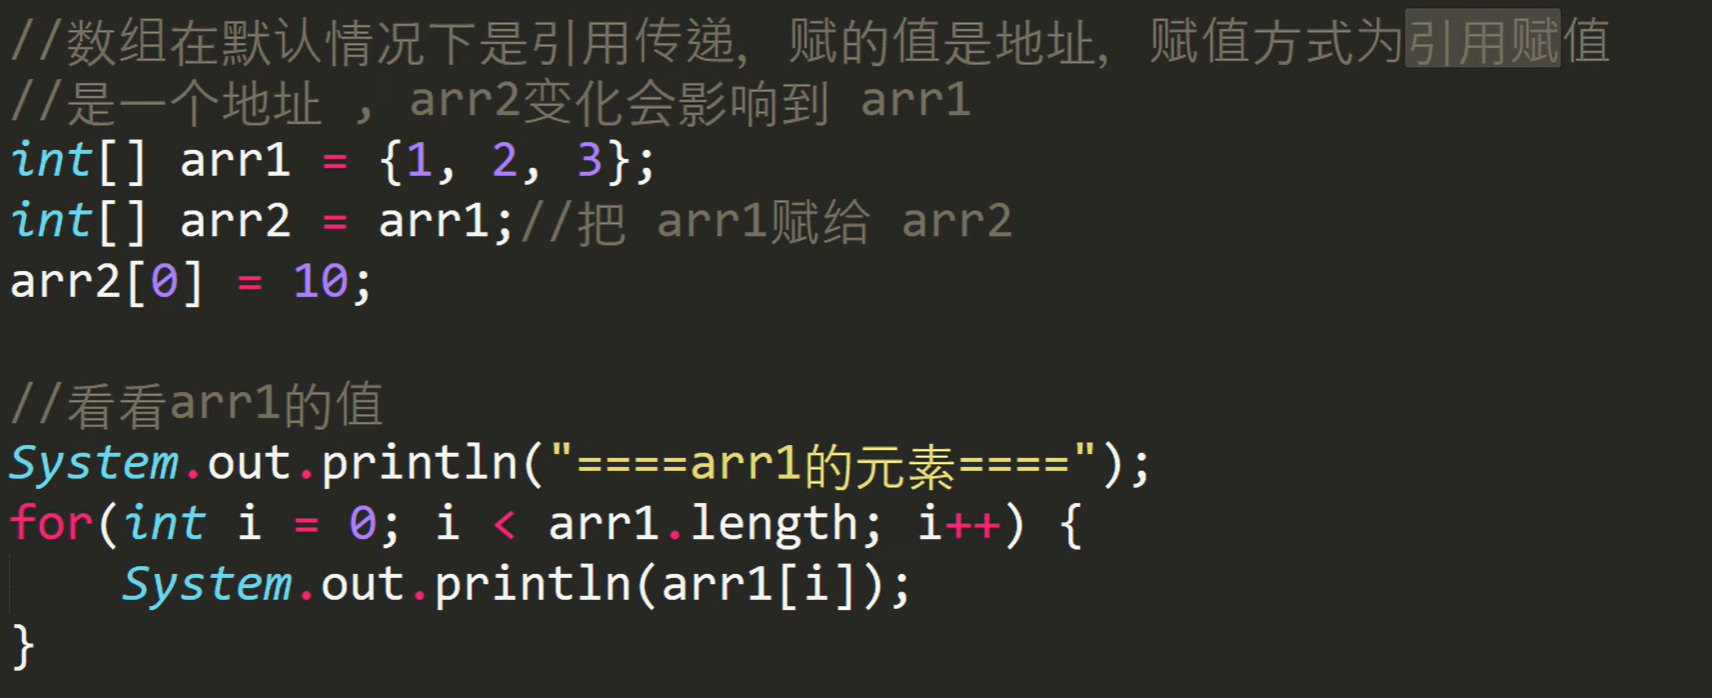 //数组在默认情况下是引用传递，赋的值是地址，赋值方式为引用赋值
//是一个地址 , arr2变化会影响到 arr1
int[] arr1 = {1, 2, 3};
int[] arr2 = arr1;//把 arr1赋给 arr2
arr2[0] = 10;
//看看arr1的值
System.out.println("====arr1的元素====");
for(int i = 0; i < arr1.length; i++) {
    System.out.println(arr1[i]);
}